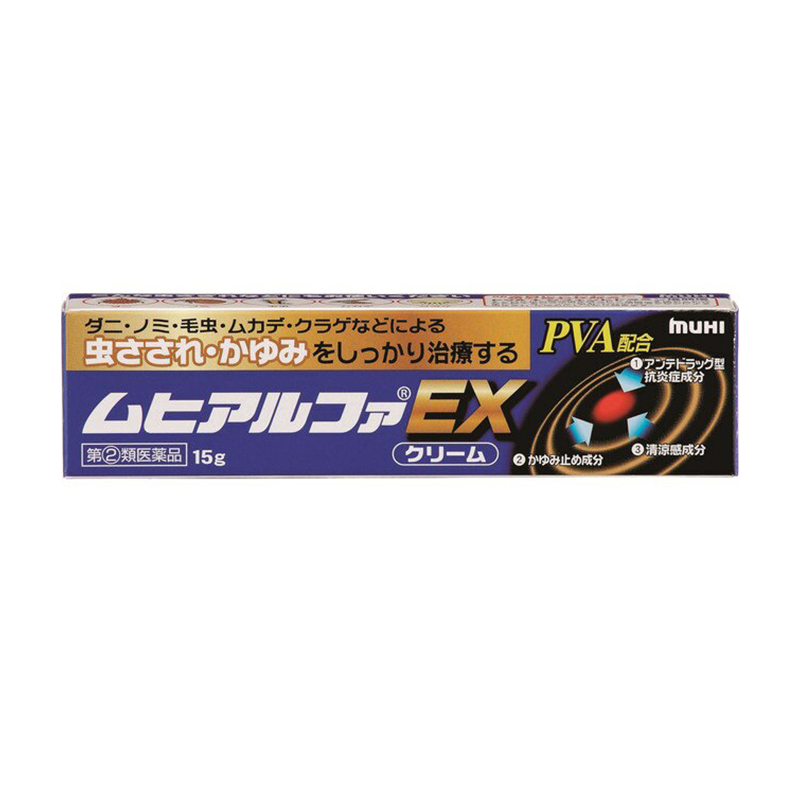 ダニ・ノミ・毛虫・ムカデ・クラゲなどによる
虫さされ・かゆみをしっかり治療する
PVA配合
muHI
①アンテドラッグ型
抗炎症成分
ムヒアルファ®EX
クリーム
②かゆみ止め成分
③清涼感成分
第②類医薬品 15g
muHI